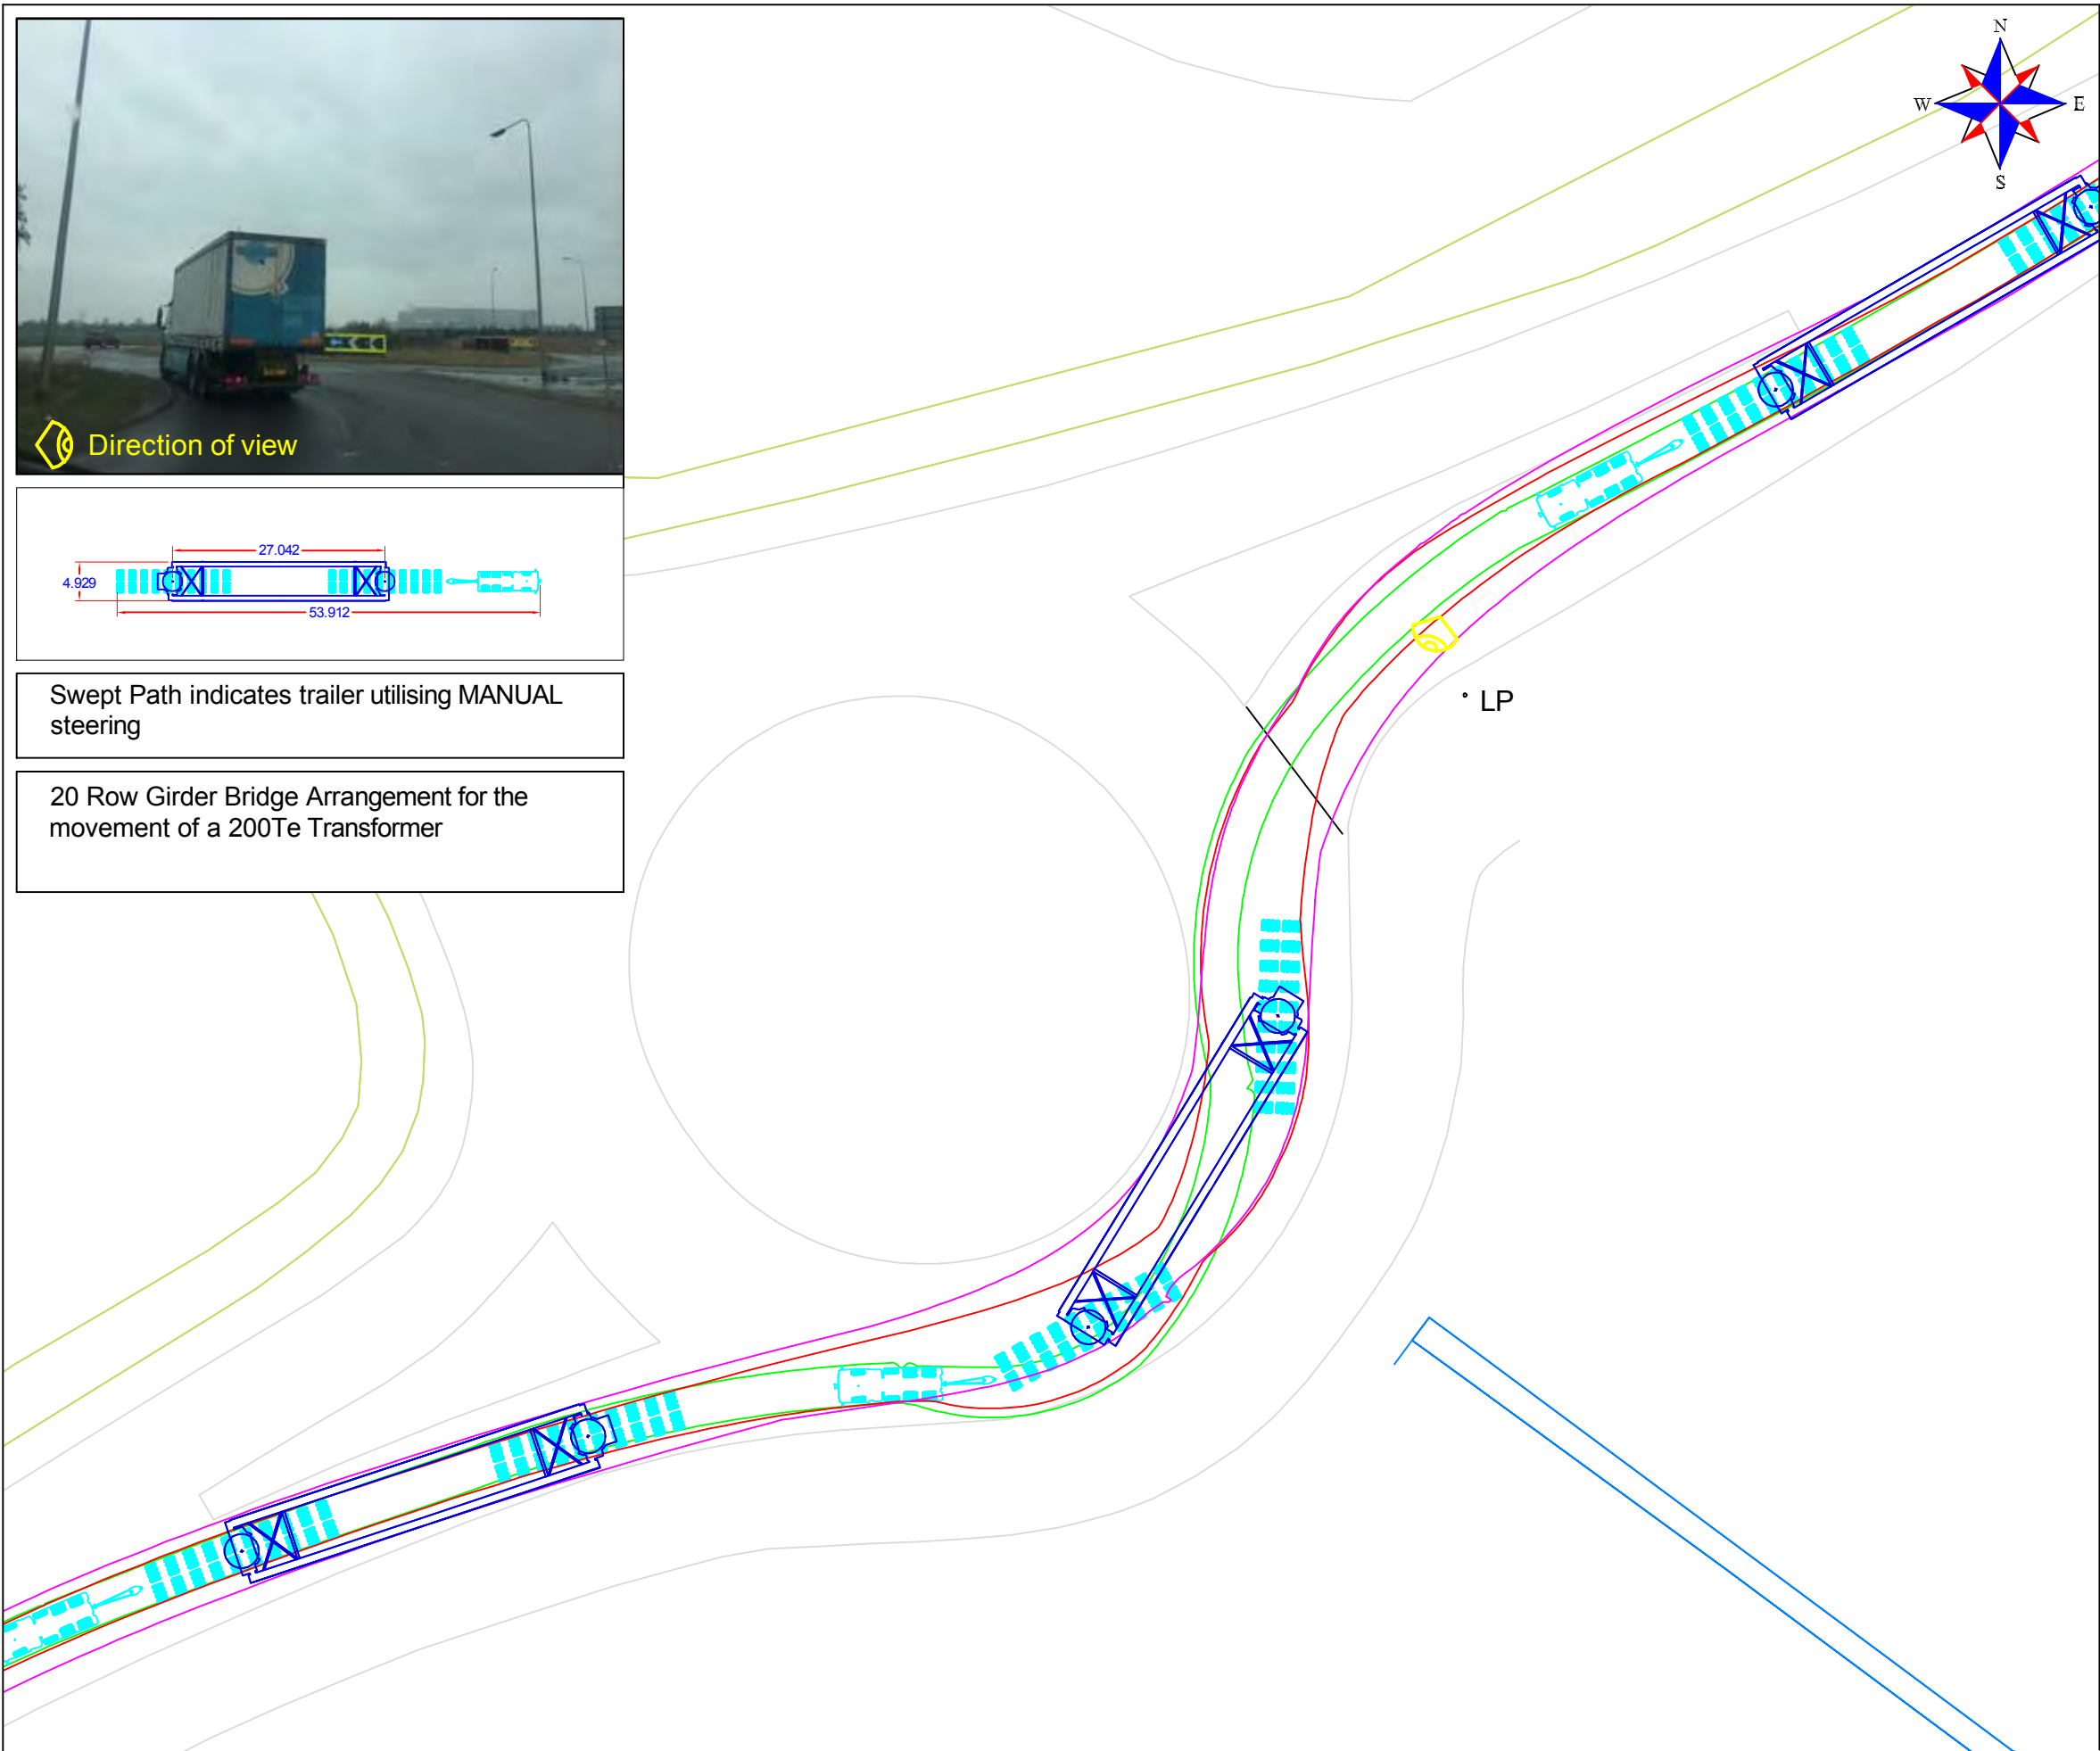 N
W
E
S
Direction of view
27.042
4.929
53.912
Swept Path indicates trailer utilising MANUAL
steering
20 Row Girder Bridge Arrangement for the
movement of a 200Te Transformer
LP